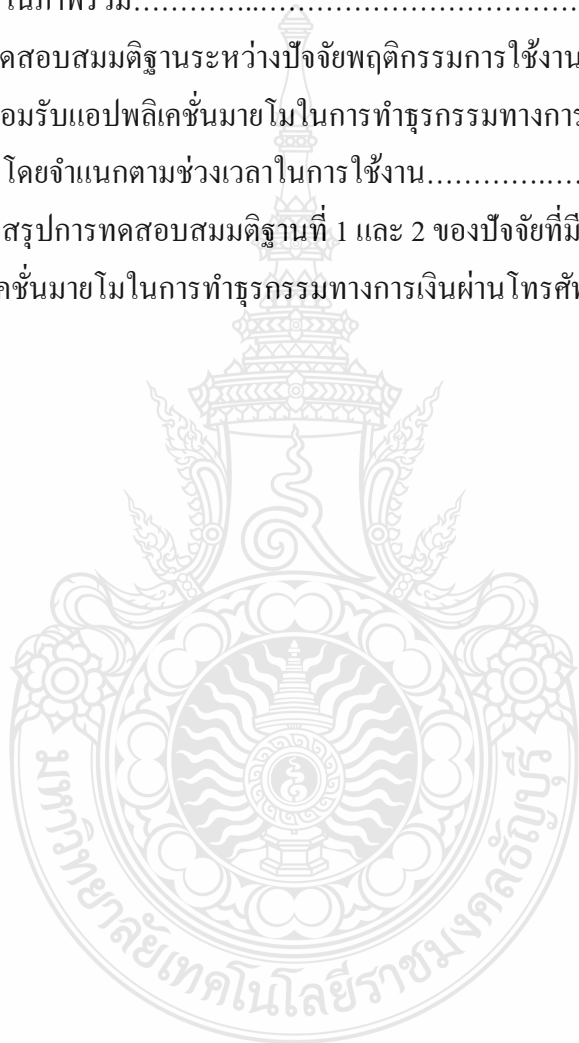 ในภาพรวม…………...……………………………………
ดสอบสมมติฐานระหว่างปัจจัยพฤติกรรมการใช้งาน
อมรับแอปพลิเคชั่นมายโมในการทำธุรกรรมทางการ
โดยจำแนกตามช่วงเวลาในการใช้งาน…………..……
สรุปการทดสอบสมมติฐานที่ 1 และ 2 ของปัจจัยที่มี
คชั่นมายโมในการทำธุรกรรมทางการเงินผ่านโทรศัพ
มหาวิทยาลัยเทคโนโลยีราชมงคลธัญบุรี